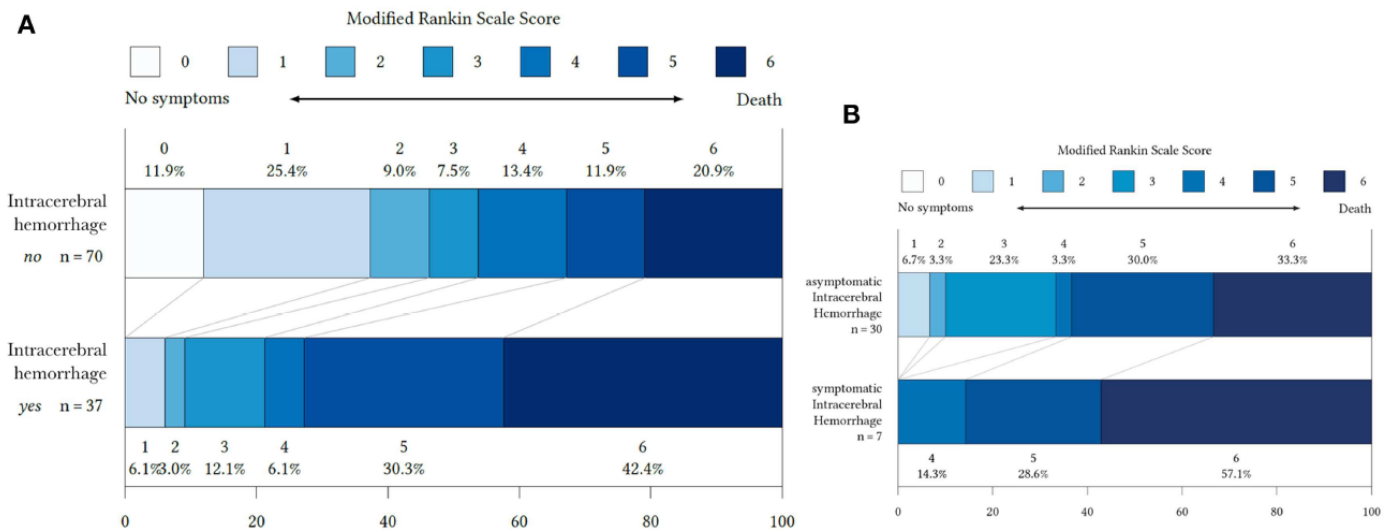 A
Modified Rankin Scale Score
0 1 2 3 4 5 6
No symptoms Death
0 1 2 3 4 5 6
11.9% 25.4% 9.0% 7.5% 13.4% 11.9% 20.9%
Intracerebral
hemorrhage
no n = 70
Intracerebral
hemorrhage
yes n = 37
1 2 3 4 5 6
6.1% 3.0% 12.1% 6.1% 30.3% 42.4%
0 20 40 60 80 100
B
Modified Rankin Scale Score
0 1 2 3 4 5 6
No symptoms Death
1 2 3 4 5 6
6.7% 3.3% 23.3% 3.3% 30.0% 33.3%
asymptomatic
Intracerebral
Hemorrhage
n = 30
symptomatic
Intracerebral
Hemorrhage
n = 7
4 5 6
14.3% 28.6% 57.1%
0 20 40 60 80 100